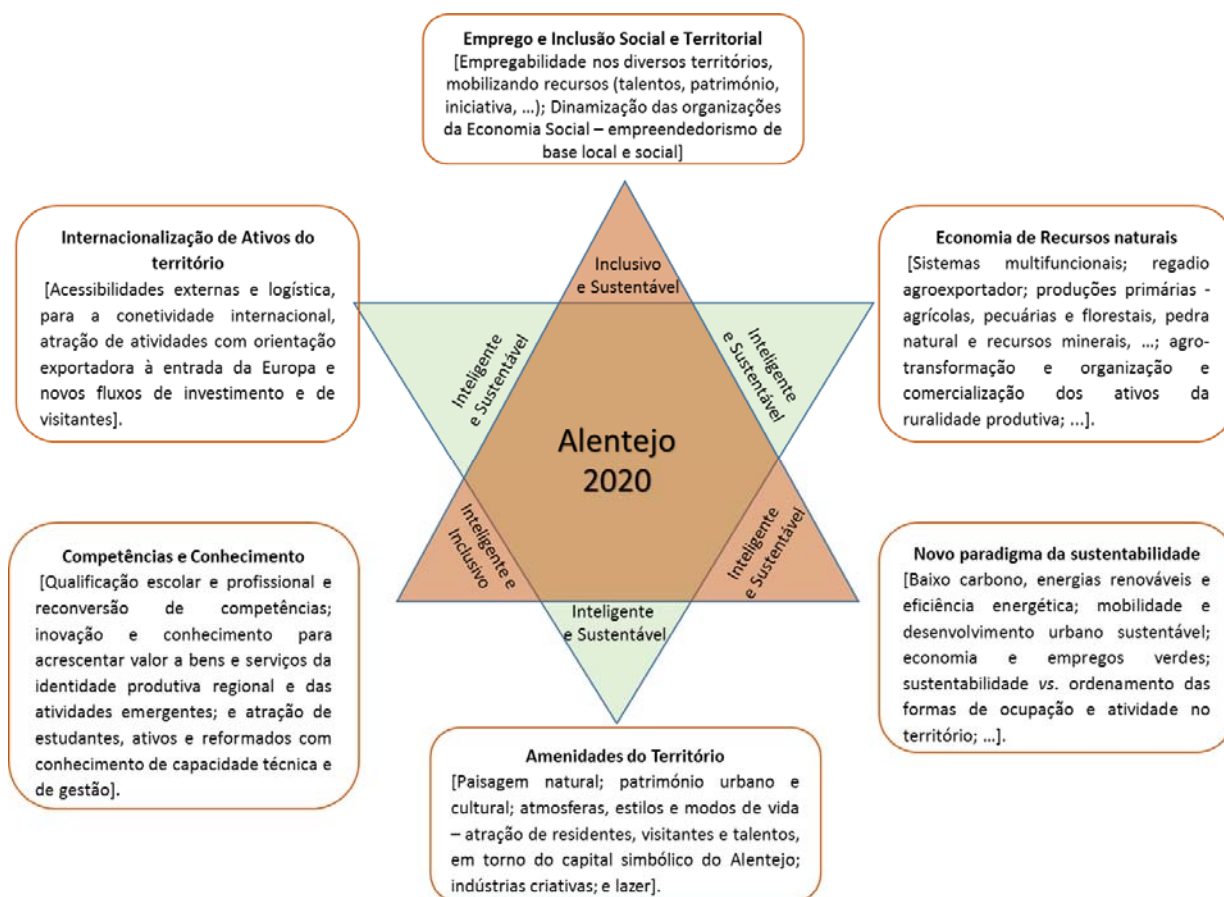 Emprego e Inclusão Social e Territorial
[Empregabilidade nos diversos territórios,
mobilizando recursos (talentos, património,
iniciativa, ...); Dinamização das organizações
da Economia Social – empreendedorismo de
base local e social]
Internacionalização de Ativos do
território
[Acessibilidades externas e logística,
para a conetividade internacional,
atração de atividades com orientação
exportadora à entrada da Europa e
novos fluxos de investimento e de
visitantes].
Economia de Recursos naturais
[Sistemas multifuncionais; regadio
agroexportador; produções primárias -
agrícolas, pecuárias e florestais, pedra
natural e recursos minerais, ...; agro-
transformação e organização e
comercialização dos ativos da
ruralidade produtiva; ...].
Inclusivo
e Sustentável
Inteligente
e Sustentável
Inteligente
e Sustentável
Alentejo
2020
Inteligente e
Inclusivo
Inteligente
e Sustentável
Inteligente
e Sustentável
Competências e Conhecimento
[Qualificação escolar e profissional e
reconversão de competências;
inovação e conhecimento para
acrescentar valor a bens e serviços da
identidade produtiva regional e das
atividades emergentes; e atração de
estudantes, ativos e reformados com
conhecimento de capacidade técnica e
de gestão].
Novo paradigma da sustentabilidade
[Baixo carbono, energias renováveis e
eficiência energética; mobilidade e
desenvolvimento urbano sustentável;
economia e empregos verdes;
sustentabilidade vs. ordenamento das
formas de ocupação e atividade no
território; ...].
Amenidades do Território
[Paisagem natural; património urbano e
cultural; atmosferas, estilos e modos de vida
– atração de residentes, visitantes e talentos,
em torno do capital simbólico do Alentejo;
indústrias criativas; e lazer].